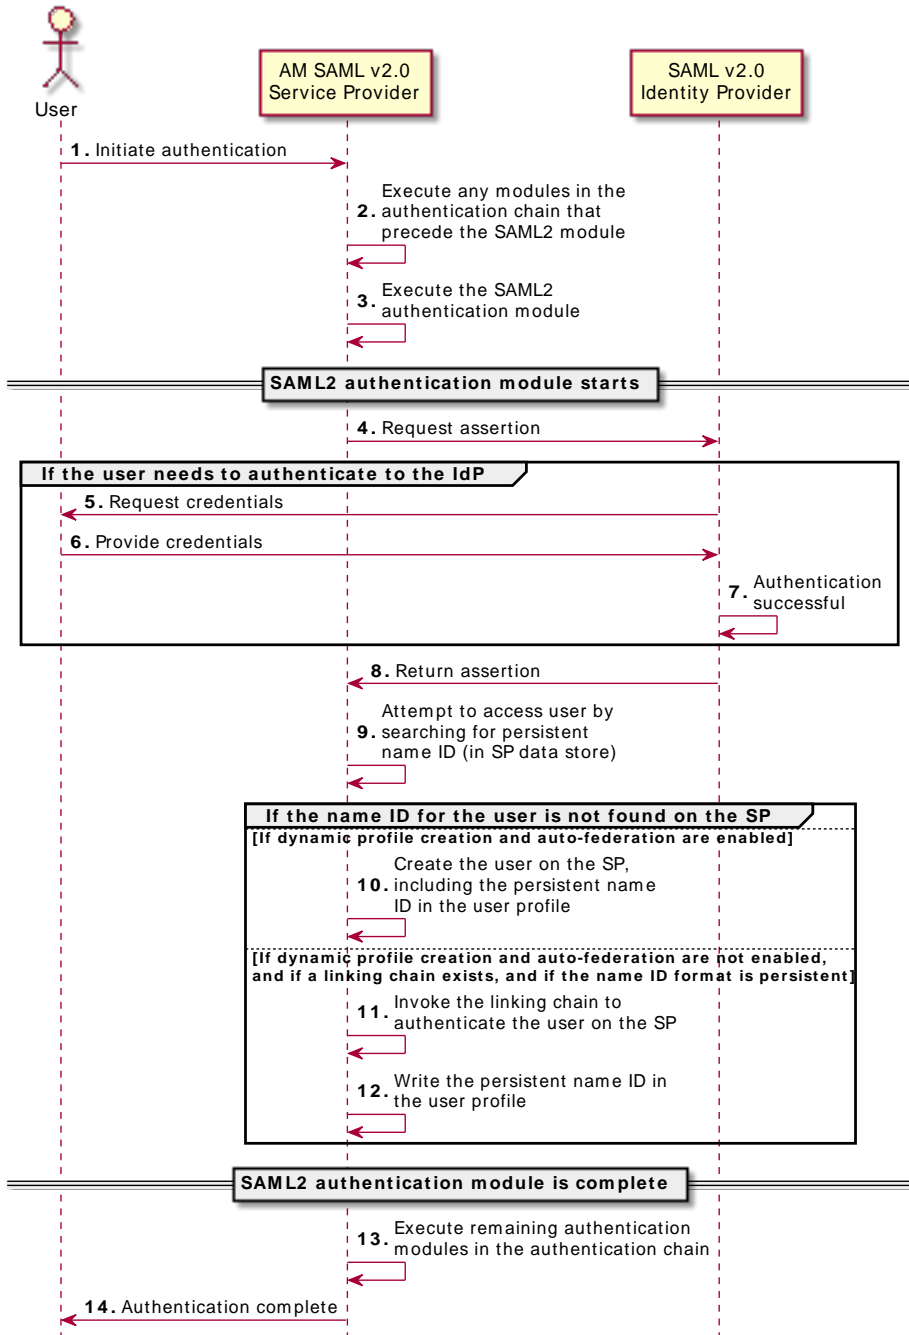 AM SAML v2.0
Service Provider
SAML v2.0
Identity Provider
User
1. Initiate authentication
Execute any modules in the
2. authentication chain that
precede the SAML2 module
3. Execute the SAML2
authentication module
SAML2 authentication module starts
4. Request assertion
If the user needs to authenticate to the IdP
5. Request credentials
6. Provide credentials
7. Authentication
successful
8. Return assertion
Attempt to access user by
9. searching for persistent
name ID (in SP data store)
If the name ID for the user is not found on the SP
[If dynamic profile creation and auto-federation are enabled]
Create the user on the SP,
10. including the persistent name
ID in the user profile
[If dynamic profile creation and auto-federation are not enabled,
and if a linking chain exists, and if the name ID format is persistent]
11. Invoke the linking chain to
authenticate the user on the SP
12. Write the persistent name ID in
the user profile
SAML2 authentication module is complete
13. Execute remaining authentication
modules in the authentication chain
14. Authentication complete